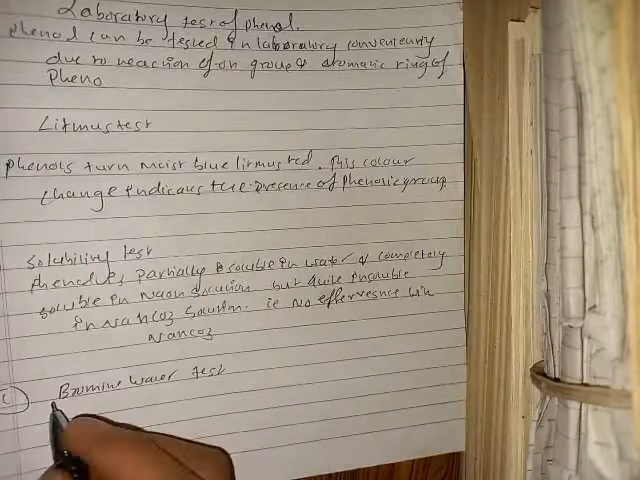 Laboratory test of phenol.
phenol can be tested in laboratory conveniently
due to reaction of -OH group & aromatic ring of
Pheno
Litmus test
phenols turn moist blue litmus red. This colour
change indicates the presence of phenolic group.
Solubility test
phenol is partially soluble in water & completely
soluble in NaOH solution but quite insoluble
in NaHCO3 solution. ie No effervesnce with
NaHCO3
Bromine water test